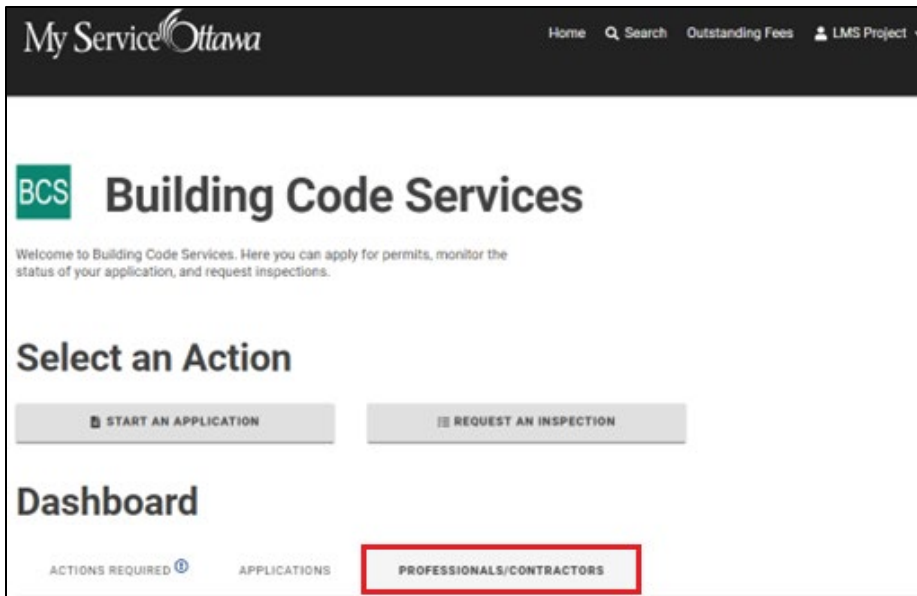 My ServiceOttawa
Home Search Outstanding Fees LMS Project
BCS Building Code Services
Welcome to Building Code Services. Here you can apply for permits, monitor the
status of your application, and request inspections.
Select an Action
START AN APPLICATION REQUEST AN INSPECTION
Dashboard
ACTIONS REQUIRED APPLICATIONS PROFESSIONALS/CONTRACTORS